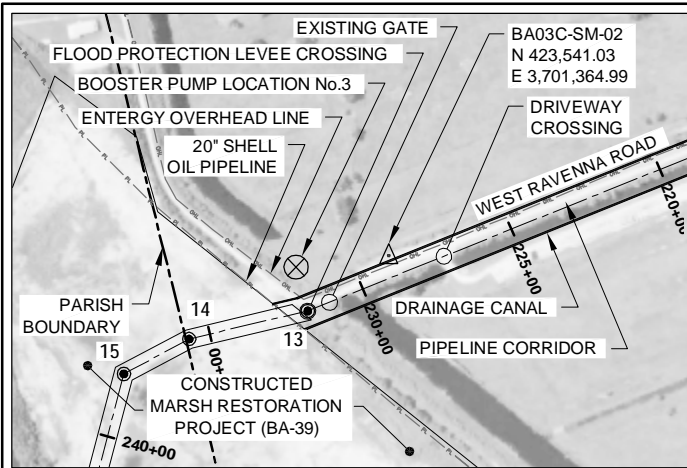 EXISTING GATE
FLOOD PROTECTION LEVEE CROSSING
BOOSTER PUMP LOCATION No.3
ENTERGY OVERHEAD LINE
20" SHELL
OIL PIPELINE
BA03C-SM-02
N 423,541.03
E 3,701,364.99
DRIVEWAY
CROSSING
WEST RAVENNA ROAD
220+00
225+00
230+00
DRAINAGE CANAL
PIPELINE CORRIDOR
PARISH
BOUNDARY
14
13
15
00
CONSTRUCTED
MARSH RESTORATION
PROJECT (BA-39)
240+00